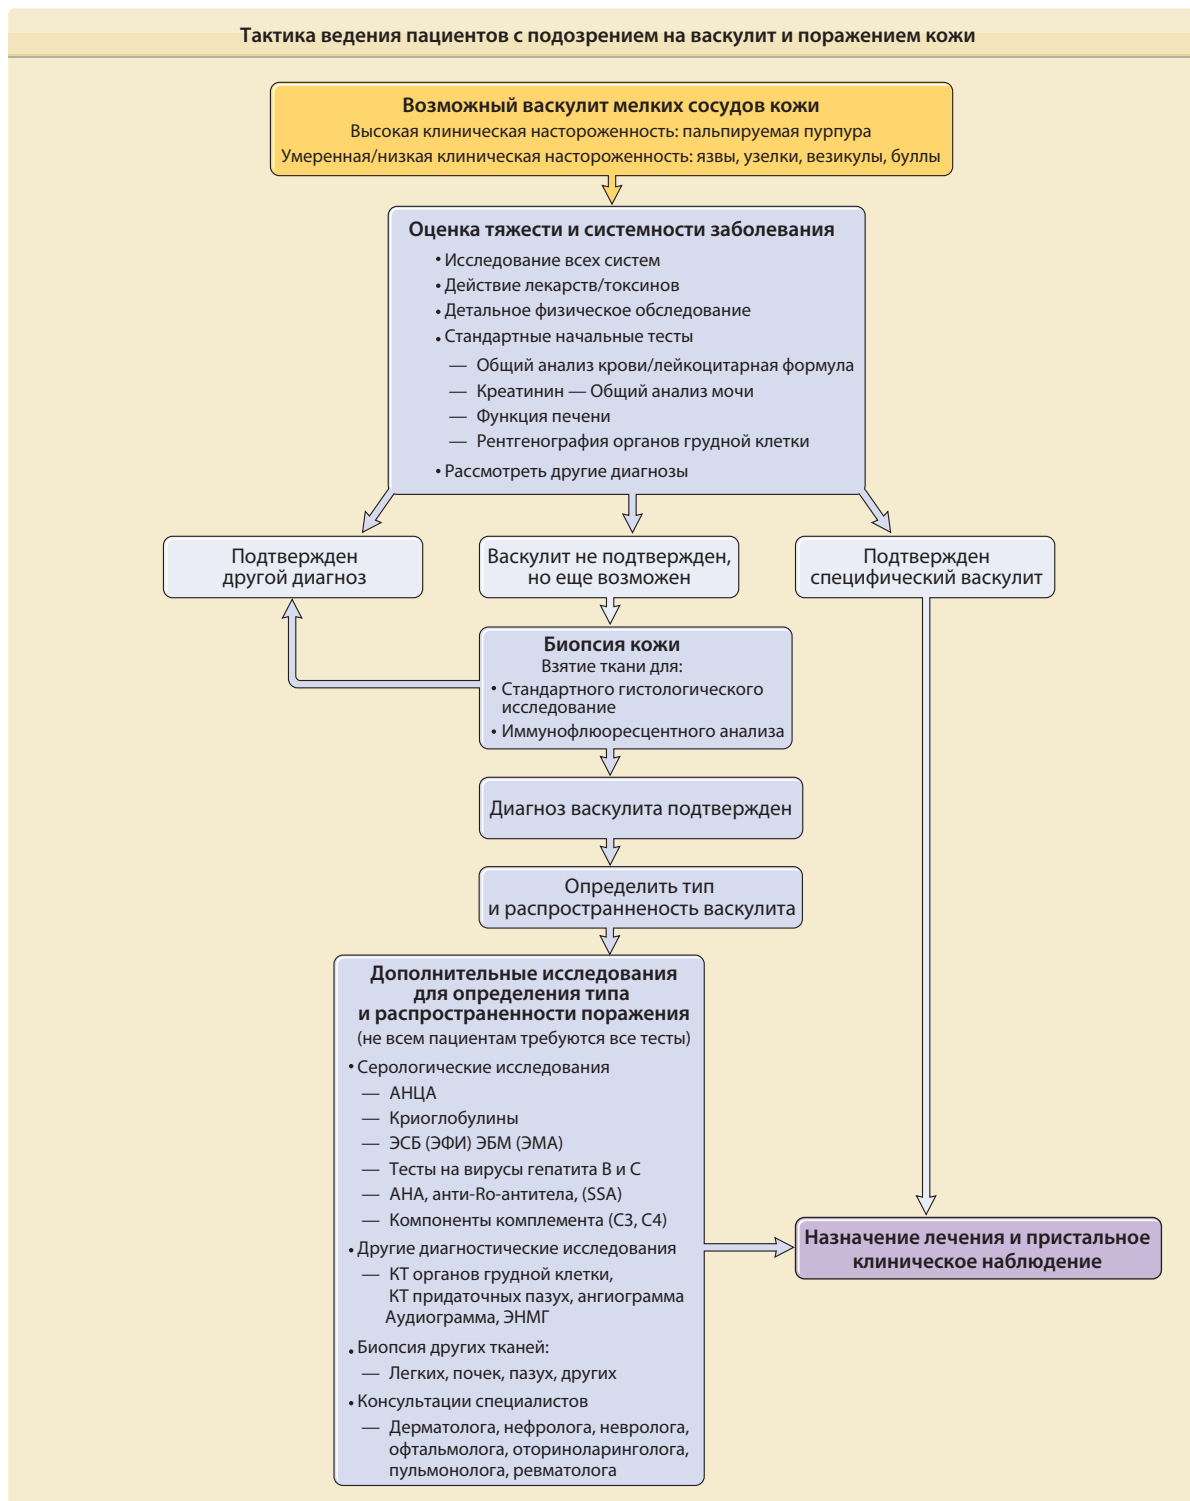 Тактика ведения пациентов с подозрением на васкулит и поражением кожи
Возможный васкулит мелких сосудов кожи
Высокая клиническая настороженность: пальпируемая пурпура
Умеренная/низкая клиническая настороженность: язвы, узелки, везикулы, буллы
Оценка тяжести и системности заболевания
• Исследование всех систем
• Действие лекарств/токсинов
• Детальное физическое обследование
• Стандартные начальные тесты
— Общий анализ крови/лейкоцитарная формула
— Креатинин — Общий анализ мочи
— Функция печени
— Рентгенография органов грудной клетки
• Рассмотреть другие диагнозы
Подтвержден
другой диагноз
Васкулит не подтвержден,
но еще возможен
Подтвержден
специфический васкулит
Биопсия кожи
Взятие ткани для:
• Стандартного гистологического
исследование
• Иммунофлюоресцентного анализа
Диагноз васкулита подтвержден
Определить тип
и распространненость васкулита
Дополнительные исследования
для определения типа
и распространенности поражения
(не всем пациентам требуются все тесты)
• Серологические исследования
— АНЦА
— Криоглобулины
— ЭСБ (ЭФИ) ЭБМ (ЭМА)
— Тесты на вирусы гепатита В и С
— АНА, анти-Ro-антитела, (SSA)
— Компоненты комплемента (С3, С4)
• Другие диагностические исследования
— КТ органов грудной клетки,
КТ придаточных пазух, ангиограмма
Аудиограмма, ЭНМГ
• Биопсия других тканей:
— Легких, почек, пазух, других
• Консультации специалистов
— Дерматолога, нефролога, невролога,
офтальмолога, оториноларинголога,
пульмонолога, ревматолога
Назначение лечения и пристальное
клиническое наблюдение